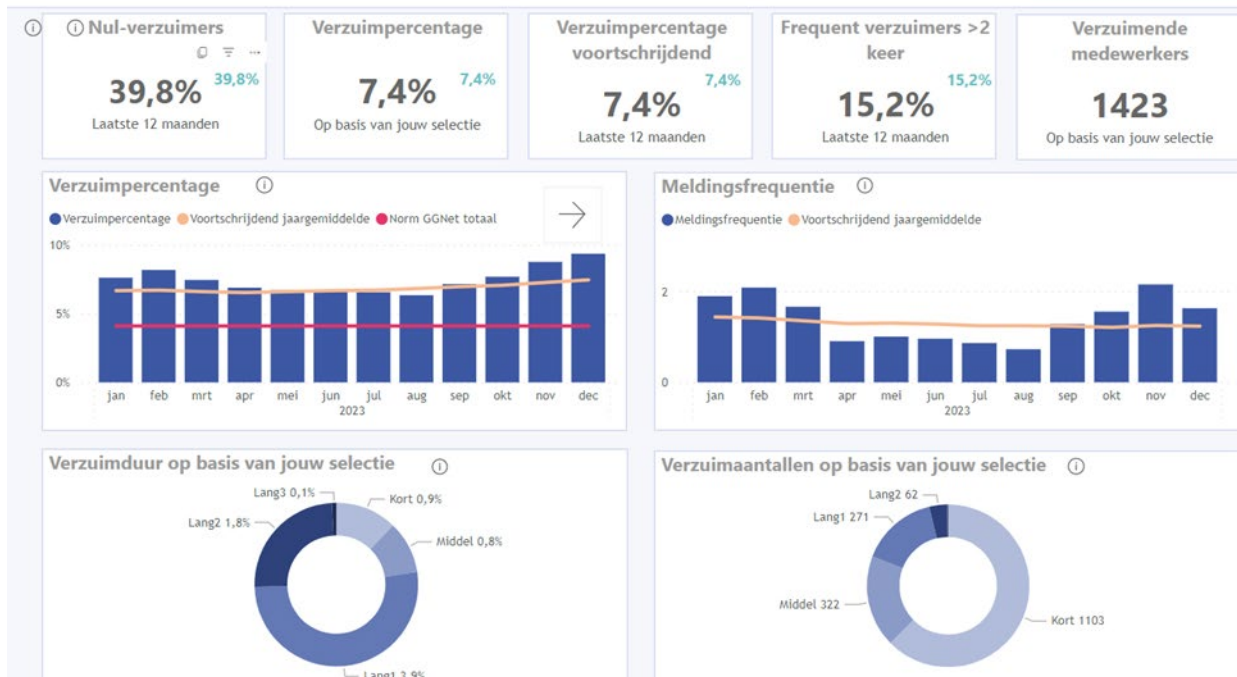 Nul-verzuimers
39,8%
39,8%
Laatste 12 maanden
Verzuimpercentage
7,4%
7,4%
Op basis van jouw selectie
Verzuimpercentage
voortschrijdend
7,4%
7,4%
Laatste 12 maanden
Frequent verzuimers >2
keer
15,2%
15,2%
Laatste 12 maanden
Verzuimende
medewerkers
1423
Op basis van jouw selectie
Verzuimpercentage
Verzuimpercentage Voortschrijdend jaargemiddelde Norm GGNet totaal
10%
5%
0%
jan feb mrt apr mei jun jul aug sep okt nov dec
2023
Meldingsfrequentie
Meldingsfrequentie Voortschrijdend jaargemiddelde
2
0
jan feb mrt apr mei jun jul aug sep okt nov dec
2023
Verzuimduur op basis van jouw selectie
Lang3 0,1%
Kort 0,9%
Lang2 1,8%
Middel 0,8%
Lang1 3,9%
Verzuimaantallen op basis van jouw selectie
Lang2 62
Lang1 271
Middel 322
Kort 1103